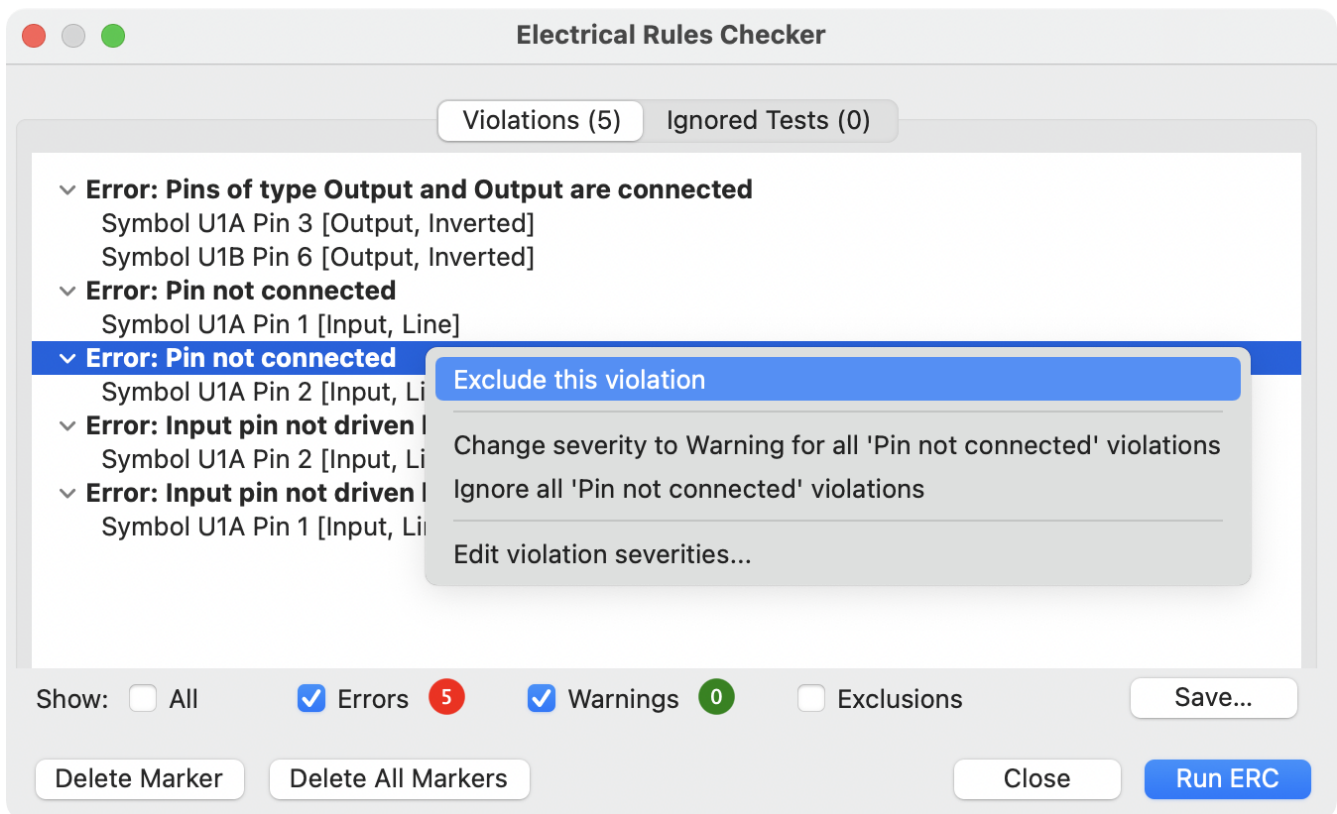 Electrical Rules Checker
Violations (5) Ignored Tests (0)
Error: Pins of type Output and Output are connected
Symbol U1A Pin 3 [Output, Inverted]
Symbol U1B Pin 6 [Output, Inverted]
Error: Pin not connected
Symbol U1A Pin 1 [Input, Line]
Error: Pin not connected
Exclude this violation
Symbol U1A Pin 2 [Input, Li
Error: Input pin not driven
Change severity to Warning for all 'Pin not connected' violations
Symbol U1A Pin 2 [Input, Li
Ignore all 'Pin not connected' violations
Error: Input pin not driven
Symbol U1A Pin 1 [Input, Li
Edit violation severities...
Show: All Errors 5 Warnings 0 Exclusions Save...
Delete Marker Delete All Markers Close Run ERC